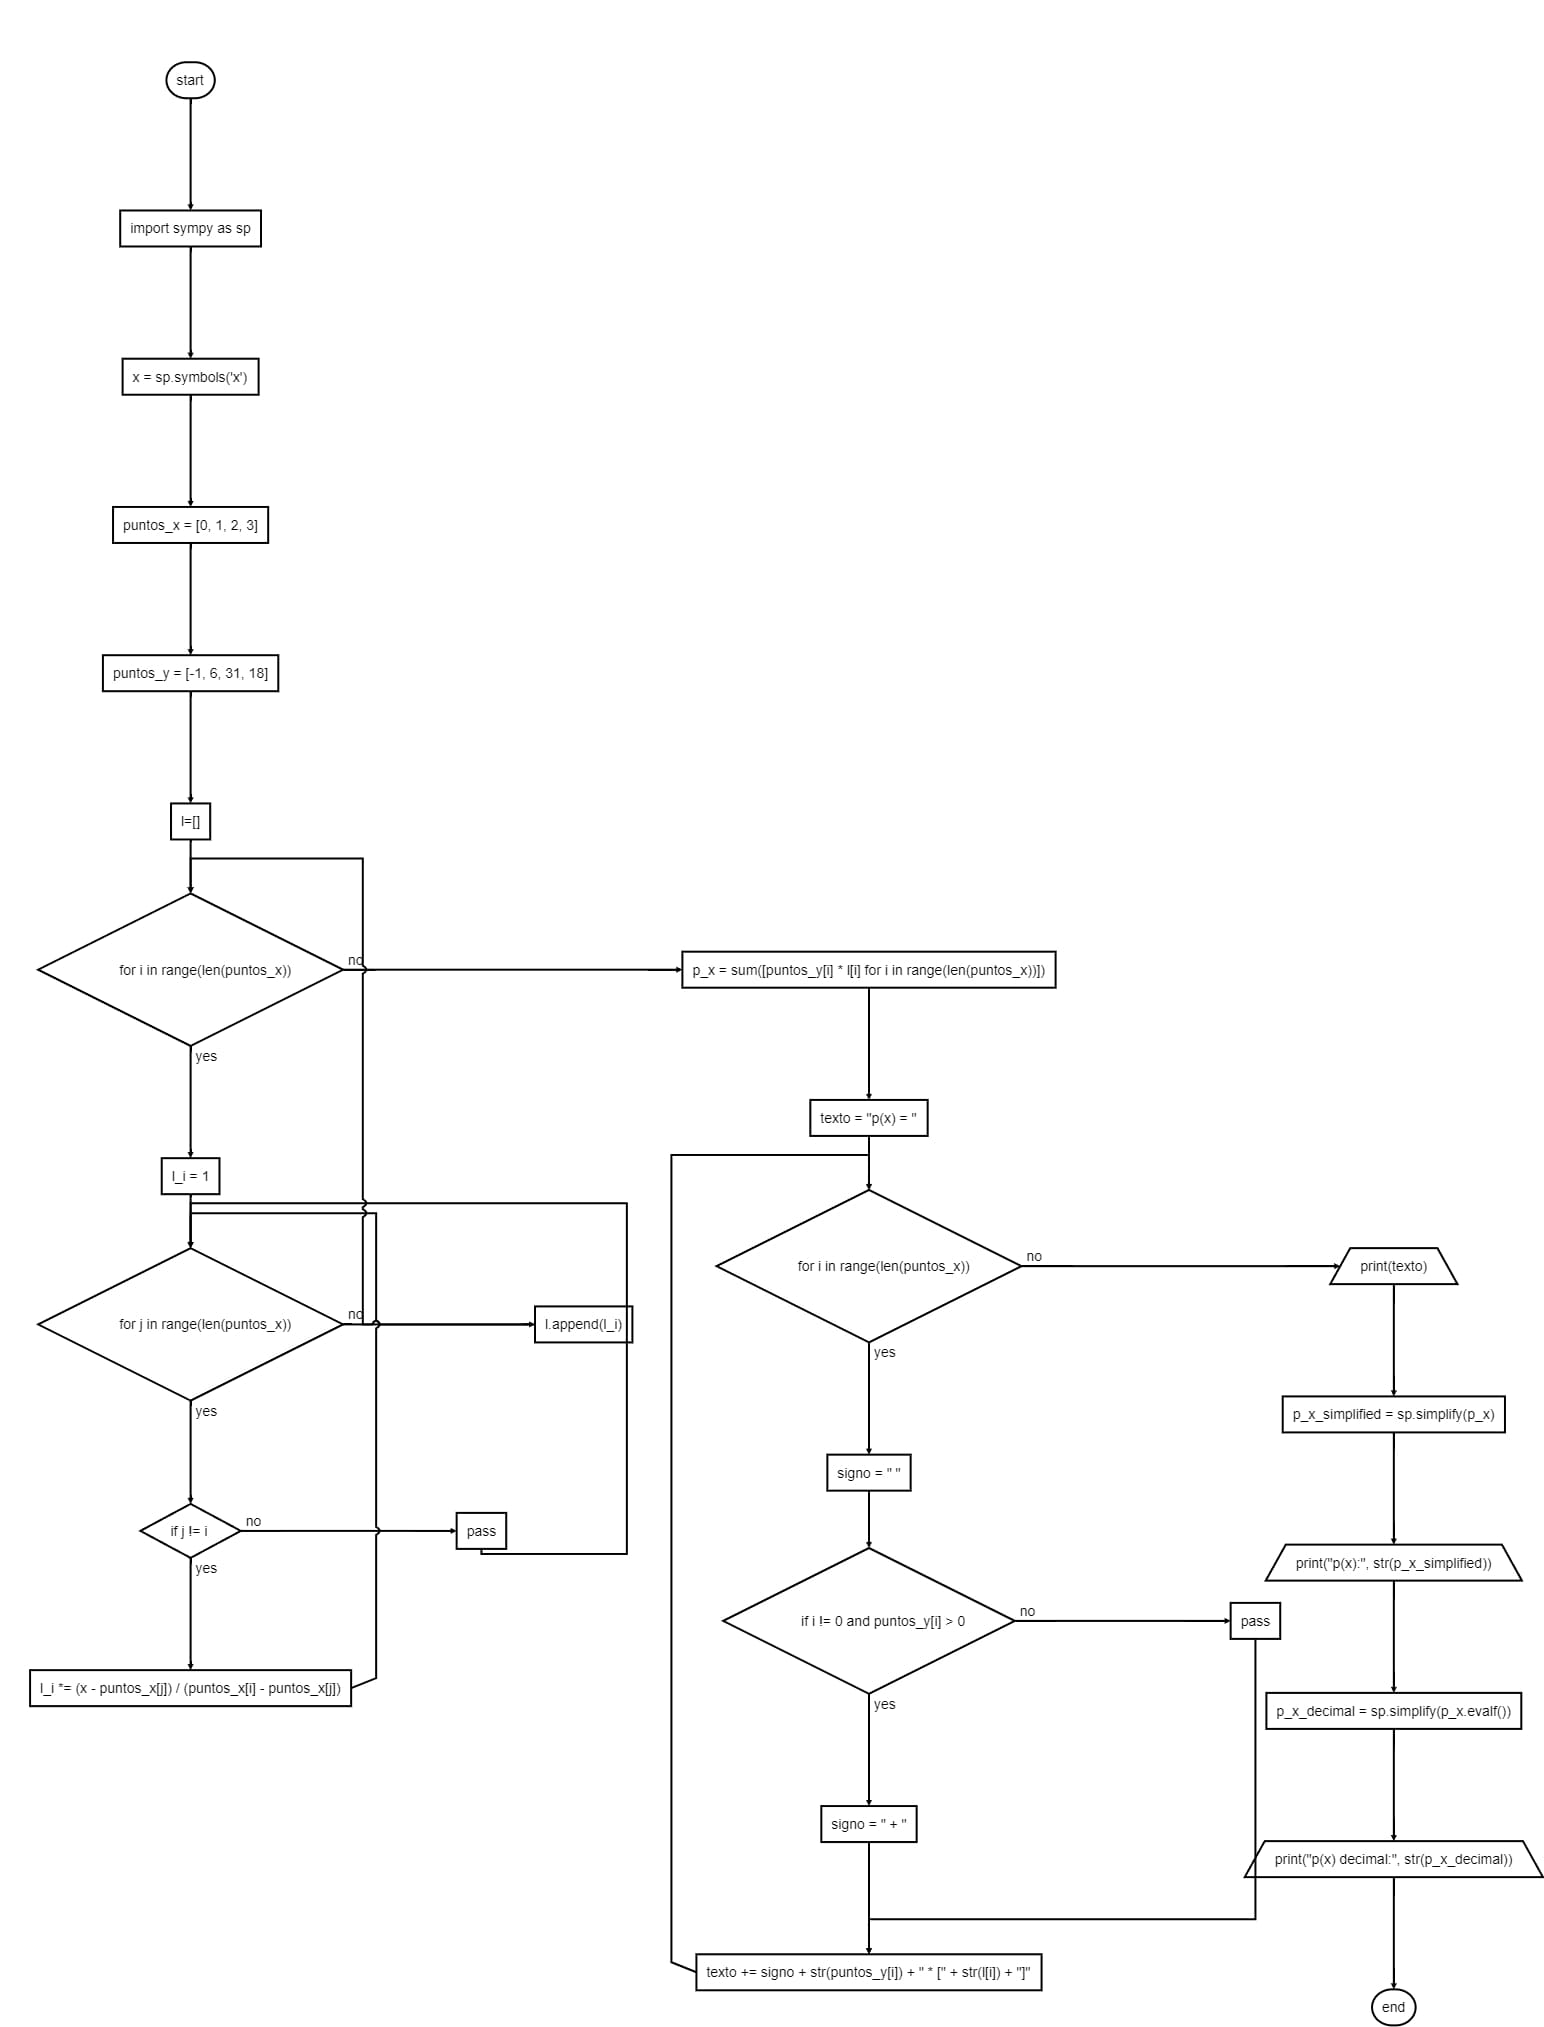 start
import sympy as sp
x = sp.symbols('x')
puntos_x = [0, 1, 2, 3]
puntos_y = [-1, 6, 31, 18]
l=[]
for i in range(len(puntos_x))
no
yes
l_i = 1
for j in range(len(puntos_x))
no
l.append(l_i)
yes
if j != i
no
pass
yes
l_i *= (x - puntos_x[j]) / (puntos_x[i] - puntos_x[j])
p_x = sum([puntos_y[i] * l[i] for i in range(len(puntos_x))])
texto = "p(x) = "
for i in range(len(puntos_x))
no
yes
signo = " "
if i != 0 and puntos_y[i] > 0
no
pass
yes
signo = " + "
texto += signo + str(puntos_y[i]) + " * [" + str(l[i]) + "]"
print(texto)
p_x_simplified = sp.simplify(p_x)
print("p(x):", str(p_x_simplified))
p_x_decimal = sp.simplify(p_x.evalf())
print("p(x) decimal:", str(p_x_decimal))
end